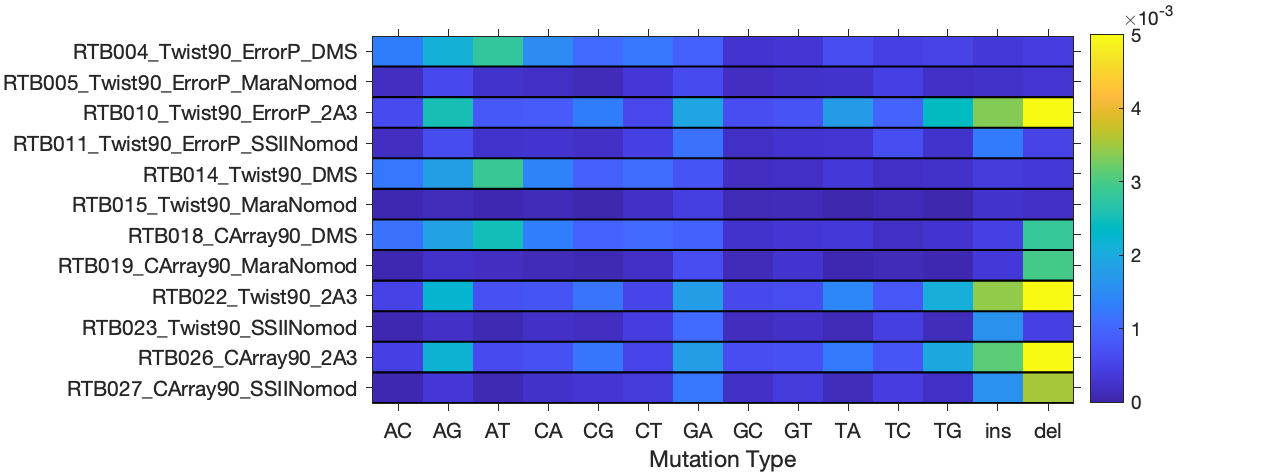 ×10-3
RTB004_Twist90_ErrorP_DMS
RTB005_Twist90_ErrorP_MaraNomod
RTB010_Twist90_ErrorP_2A3
RTB011_Twist90_ErrorP_SSIINomod
RTB014_Twist90_DMS
RTB015_Twist90_MaraNomod
RTB018_CArray90_DMS
RTB019_CArray90_MaraNomod
RTB022_Twist90_2A3
RTB023_Twist90_SSIINomod
RTB026_CArray90_2A3
RTB027_CArray90_SSIINomod
5
4
3
2
1
0
AC AG AT CA CG CT GA GC GT TA TC TG ins del
Mutation Type